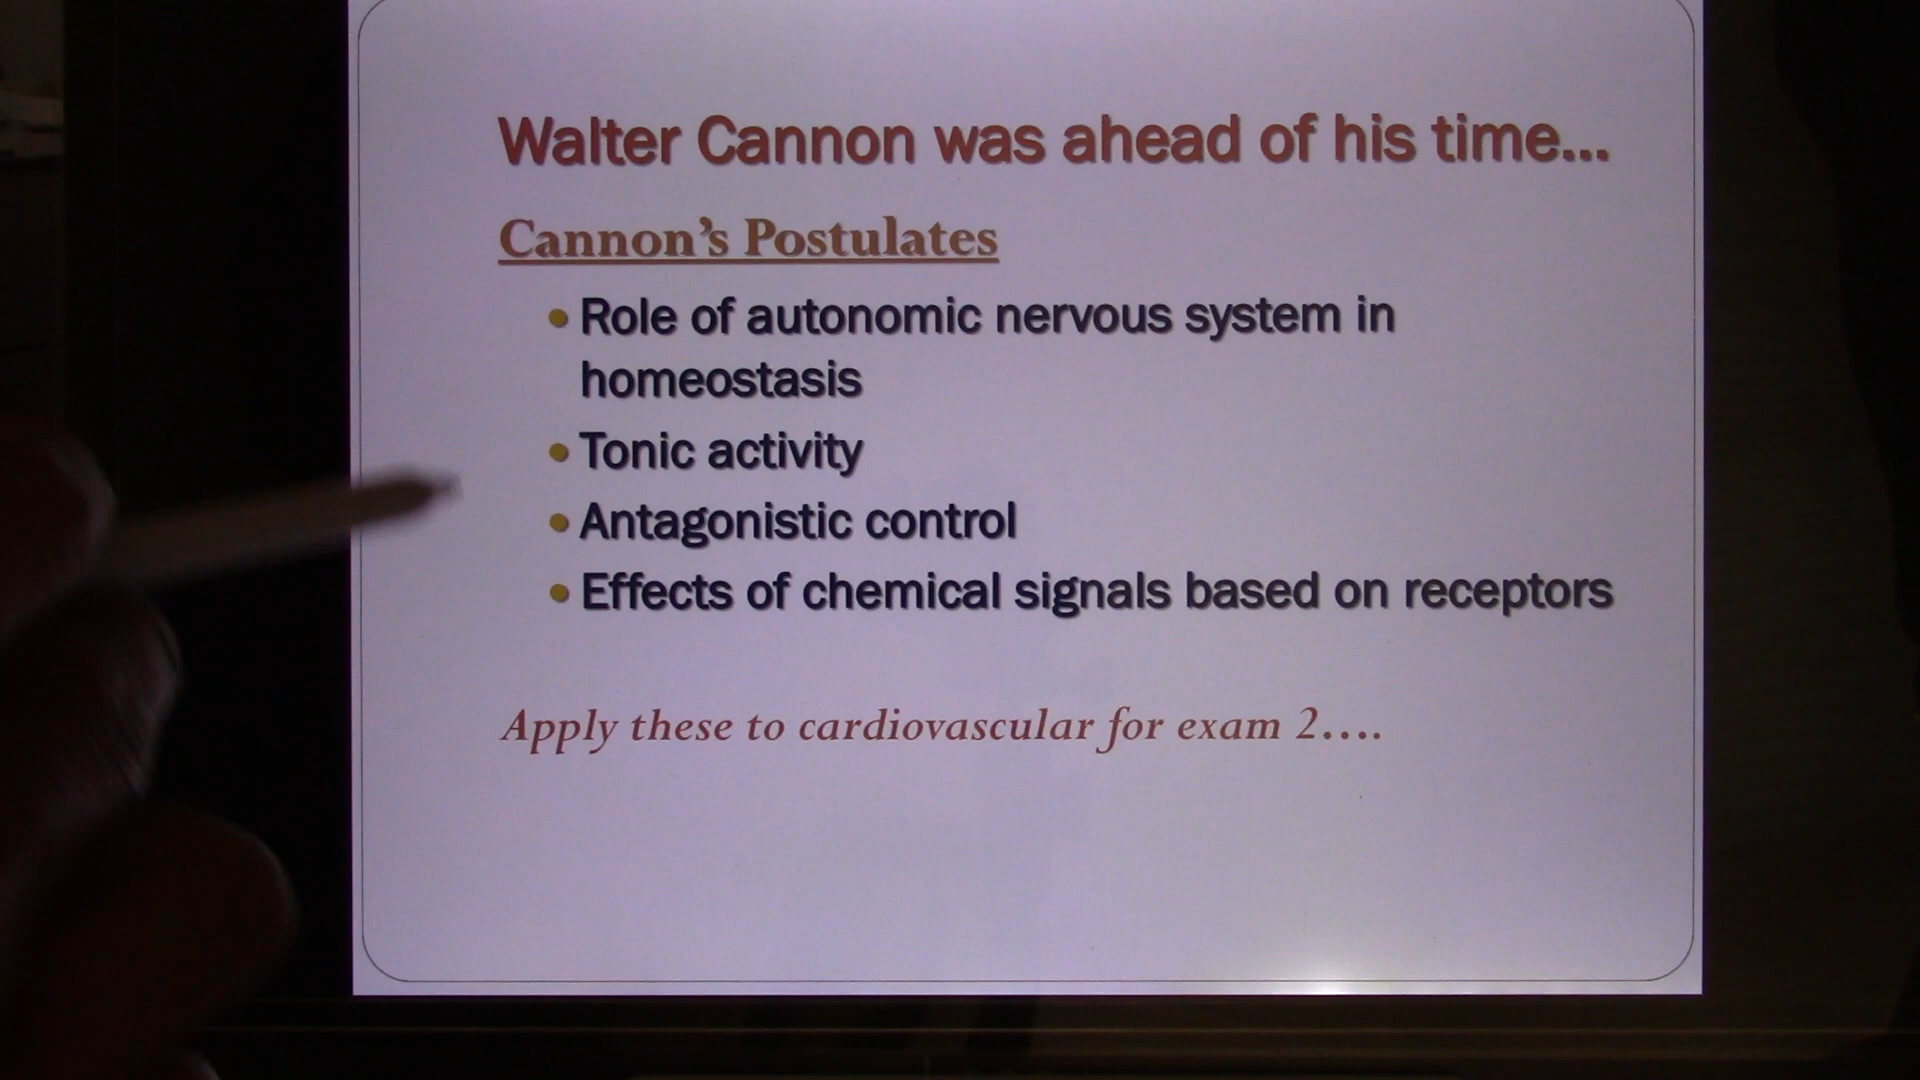 Walter Cannon was ahead of his time...
Cannon's Postulates
• Role of autonomic nervous system in
homeostasis
• Tonic activity
• Antagonistic control
• Effects of chemical signals based on receptors
Apply these to cardiovascular for exam 2....